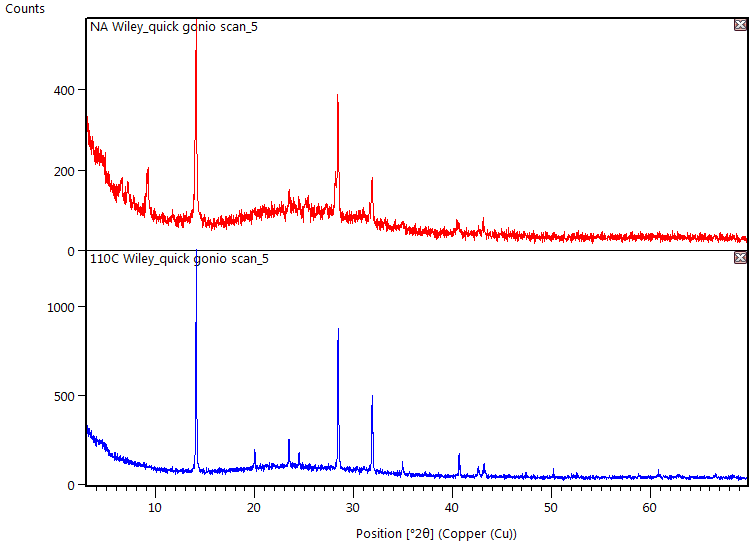 Counts
NA Wiley_quick gonio scan_5
400
200
0
110C Wiley_quick gonio scan_5
1000
500
0
10 20 30 40 50 60
Position [°2θ] (Copper (Cu))